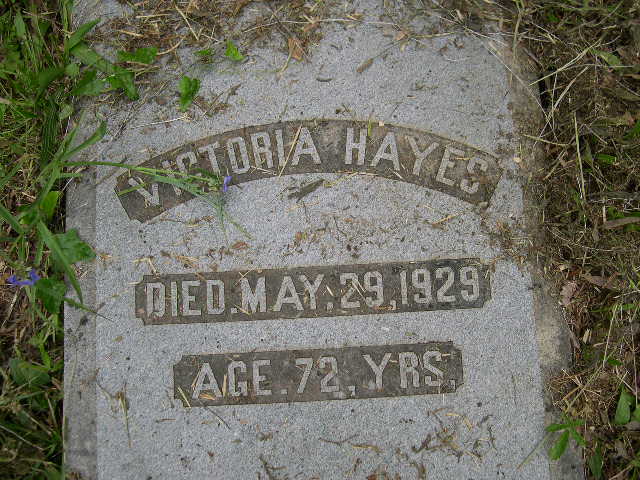 VICTORIA HAYES
DIED.MAY.29,1929
AGE.72,YRS,